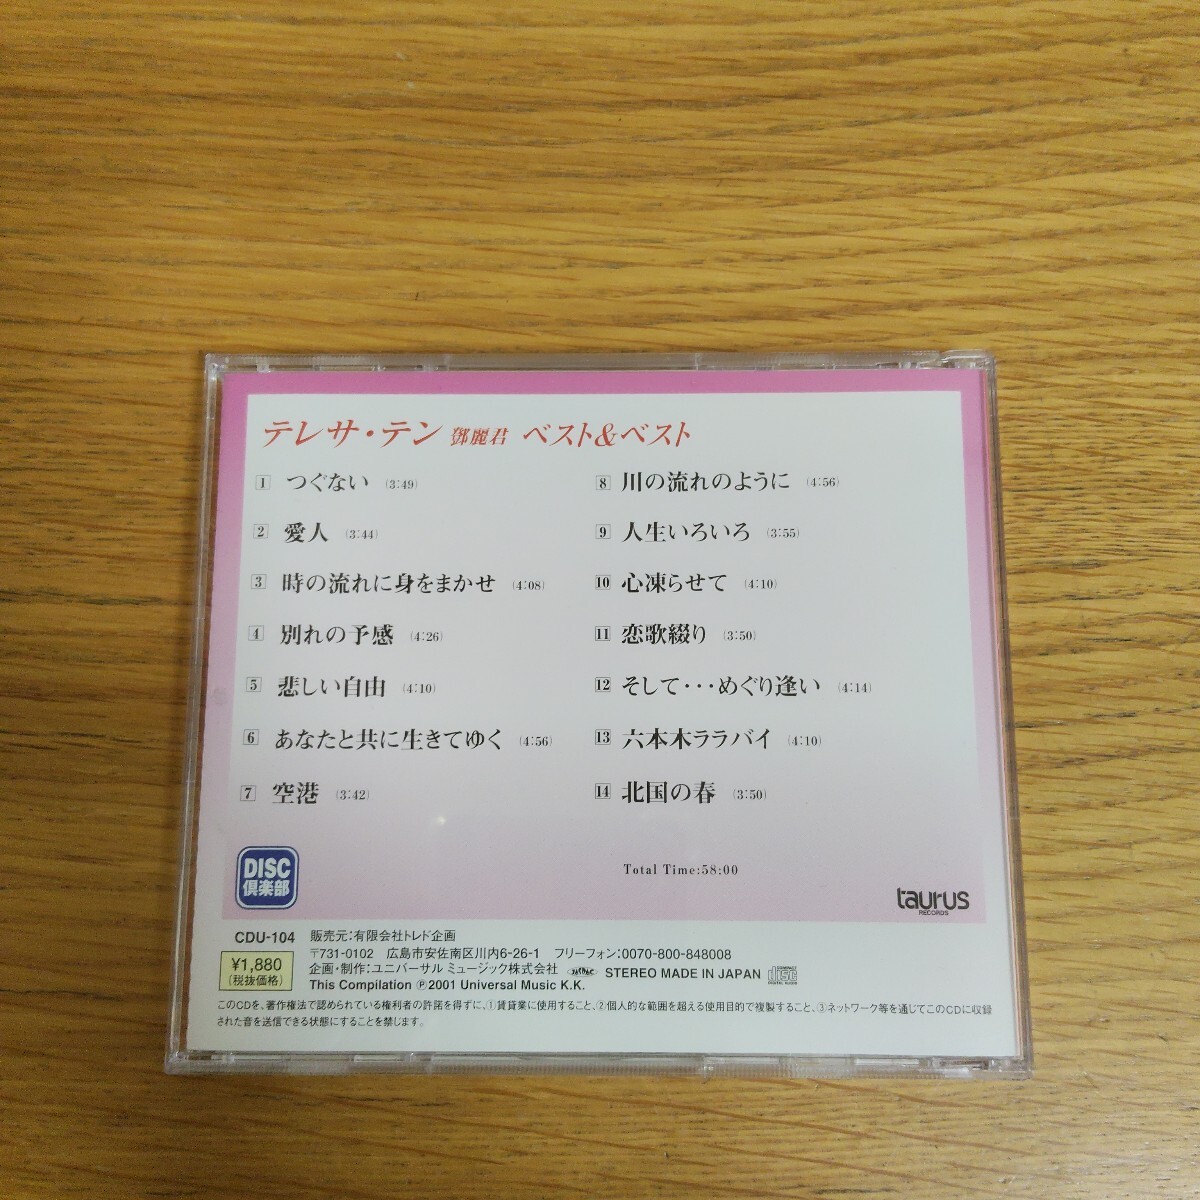 テレサ・テン 鄧麗君 ベスト&ベスト
1 つぐない (3:49)
2 愛人 (3:44)
3 時の流れに身をまかせ (4:08)
4 別れの予感 (4:26)
5 悲しい自由 (4:10)
6 あなたと共に生きてゆく (4:56)
7 空港 (3:42)
8 川の流れのように (4:56)
9 人生いろいろ (3:55)
10 心凍らせて (4:10)
11 恋歌綴り (3:50)
12 そして・・・めぐり逢い (4:14)
13 六本木ララバイ (4:10)
14 北国の春 (3:50)
Total Time:58:00
DISC
倶楽部
taurus
RECORDS
CDU-104
¥1,880
(税抜価格)
販売元:有限会社トレド企画
〒731-0102 広島市安佐南区川内6-26-1 フリーフォン:0070-800-848008
企画・制作:ユニバーサル ミュージック株式会社 JASRAC STEREO MADE IN JAPAN COMPACT disc DIGITAL AUDIO
This Compilation ℗2001 Universal Music K.K.
このCDを、著作権法で認められている権利者の許諾を得ずに、①賃貸業に使用すること、②個人的な範囲を超える使用目的で複製すること、③ネットワーク等を通じてこのCDに収録
された音を送信できる状態にすることを禁じます。